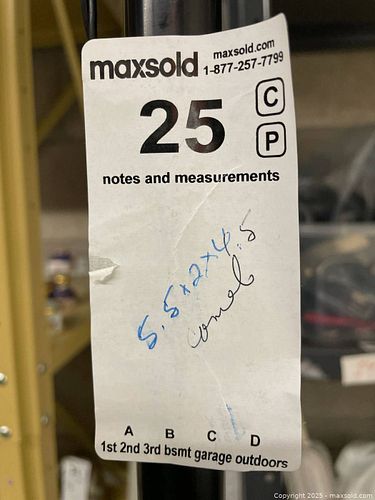 maxsold
maxsold.com
1-877-257-7799
25
C
P
notes and measurements
5.5x2x4.5
A B C D
1st 2nd 3rd bsmt garage outdoors
Copyright © 2025 - maxsold.com